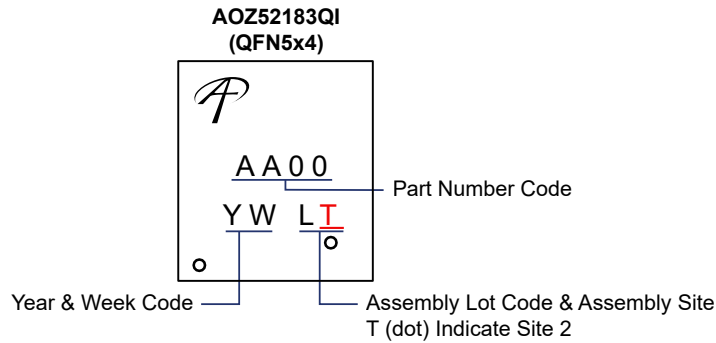 AOZ52183QI
(QFN5x4)
AA00
Part Number Code
YW LT
Year & Week Code
Assembly Lot Code & Assembly Site
T (dot) Indicate Site 2